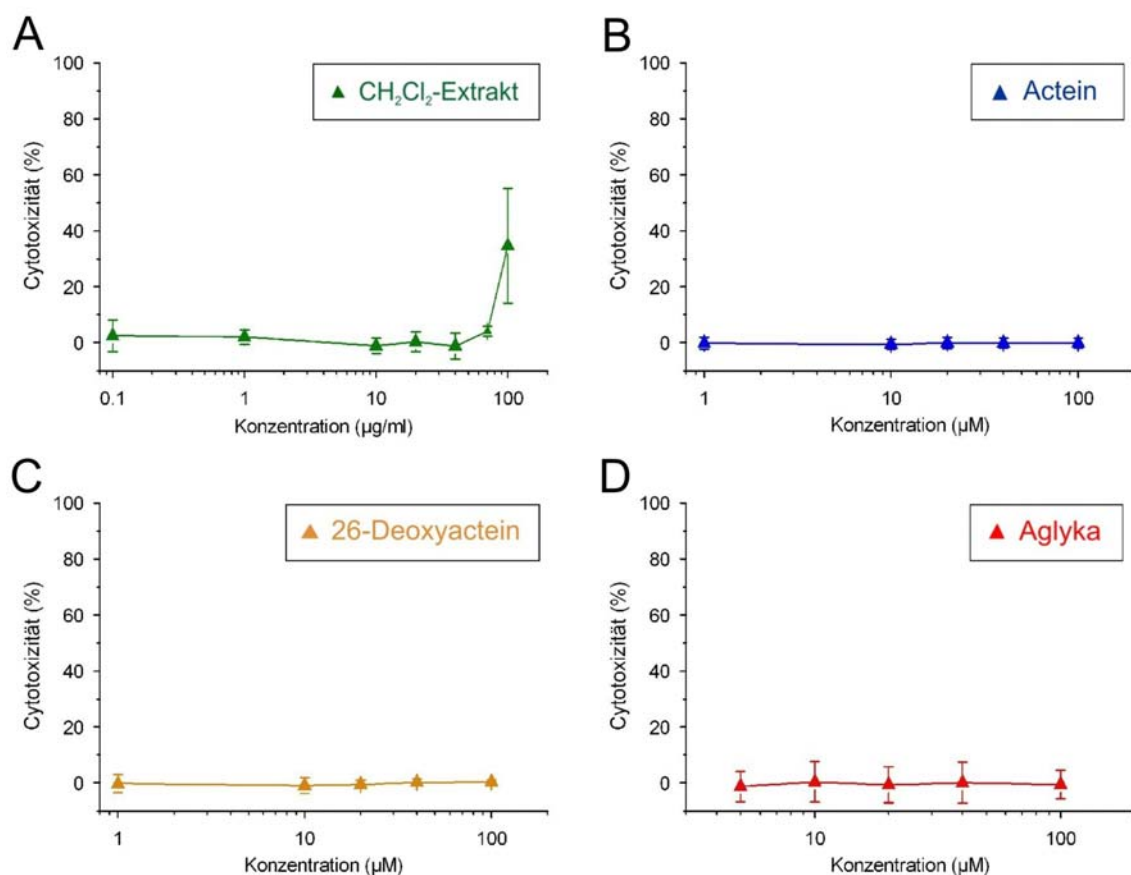 A
CH₂Cl₂-Extrakt
Cytotoxizität (%)
100
80
60
40
20
0
0.1
1
10
100
Konzentration (µg/ml)
B
Actein
Cytotoxizität (%)
100
80
60
40
20
0
1
10
100
Konzentration (µM)
C
26-Deoxyactein
Cytotoxizität (%)
100
80
60
40
20
0
1
10
100
Konzentration (µM)
D
Aglyka
Cytotoxizität (%)
100
80
60
40
20
0
10
100
Konzentration (µM)